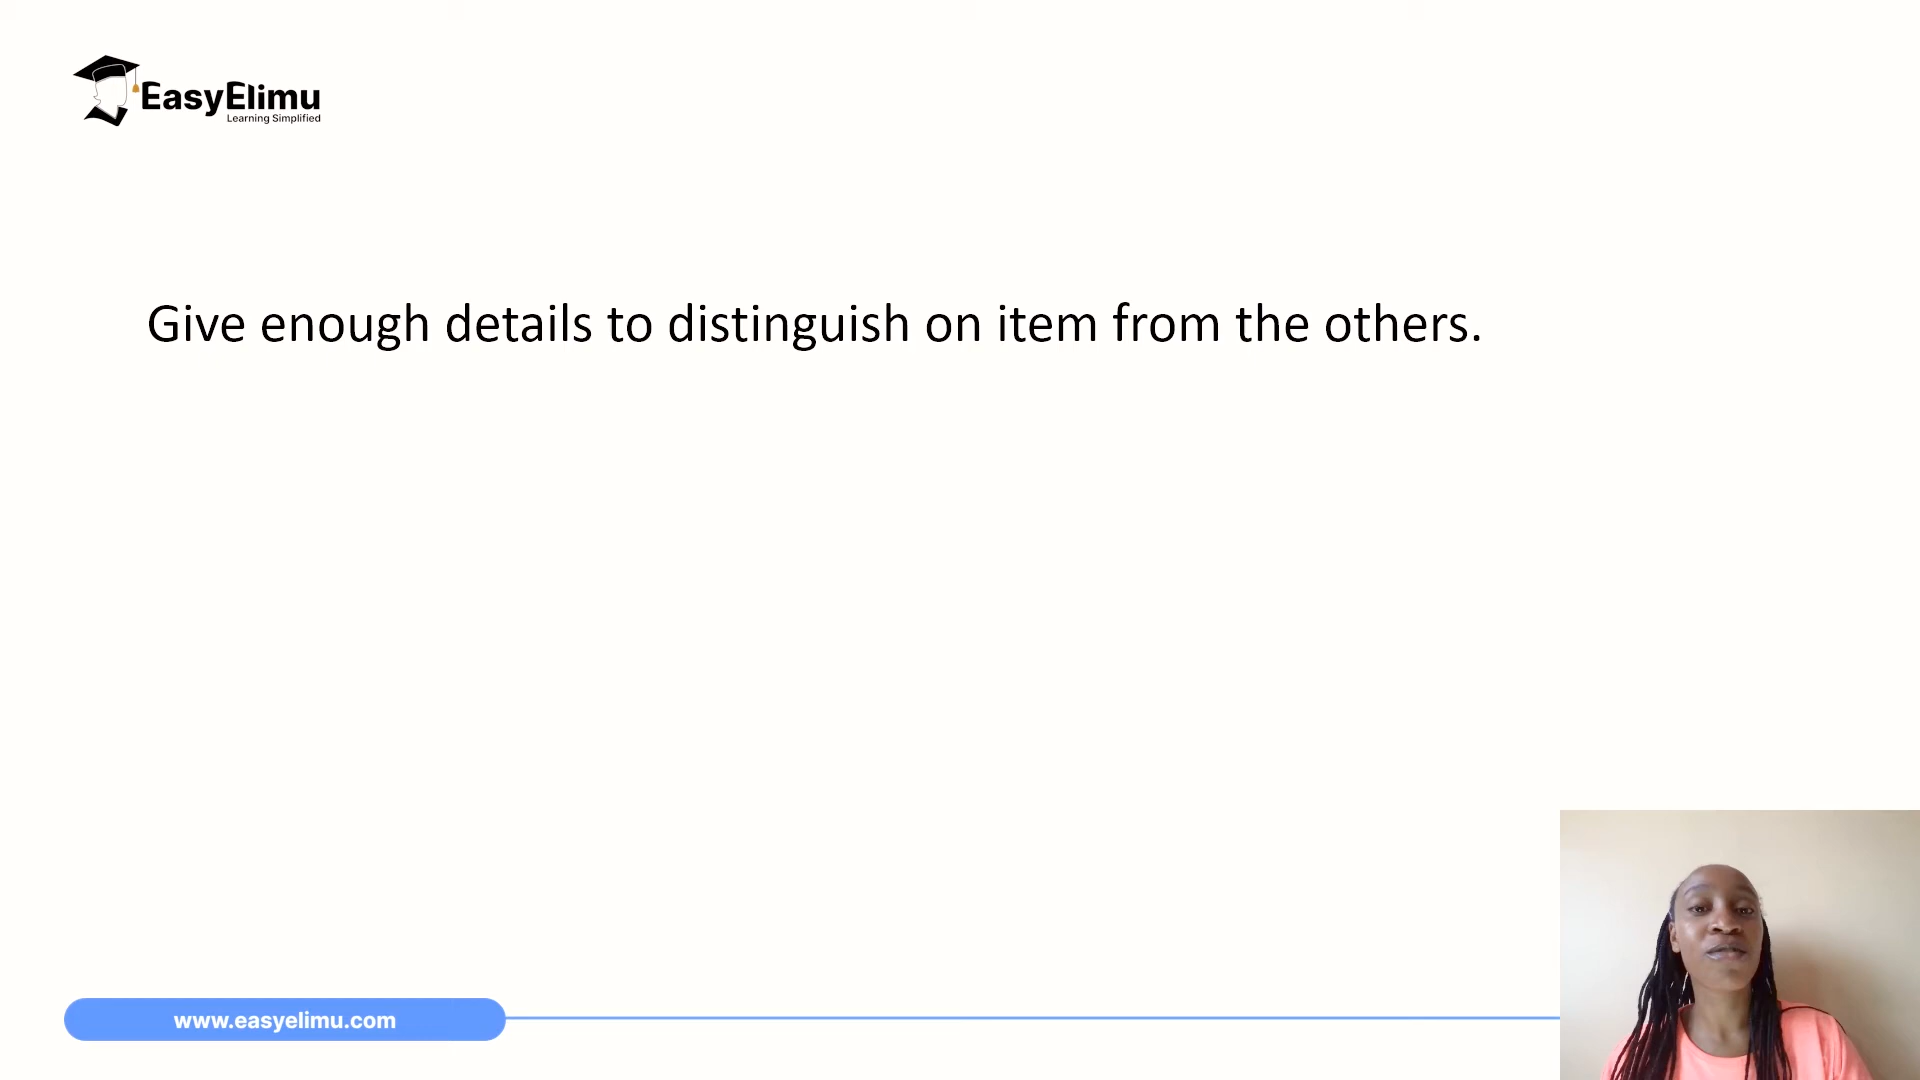 EasyElimu
Learning Simplified
Give enough details to distinguish on item from the others.
www.easyelimu.com